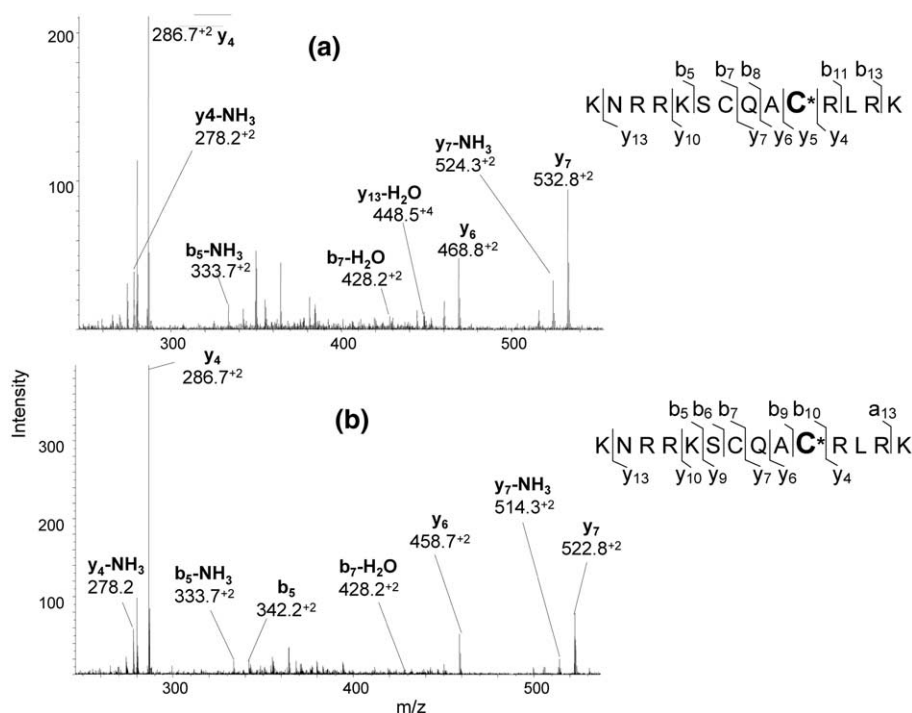 200
286.7+2 y4
(a)
b5 b7 b8 b11 b13
K N R R K S C Q A C* R L R K
y13 y10 y7 y6 y5 y4
y4-NH3
278.2+2
y7-NH3
524.3+2
y7
532.8+2
100
y13-H2O
448.5+4
b5-NH3
333.7+2
b7-H2O
428.2+2
y6
468.8+2
300 400 500
Intensity
y4
286.7+2
(b)
b5 b6 b7 b9 b10 a13
K N R R K S C Q A C* R L R K
y13 y10 y9 y7 y6 y4
300
200
y7-NH3
514.3+2
y6
458.7+2
y7
522.8+2
100
y4-NH3
278.2
b5-NH3
333.7+2
b5
342.2+2
b7-H2O
428.2+2
300 400 500
m/z